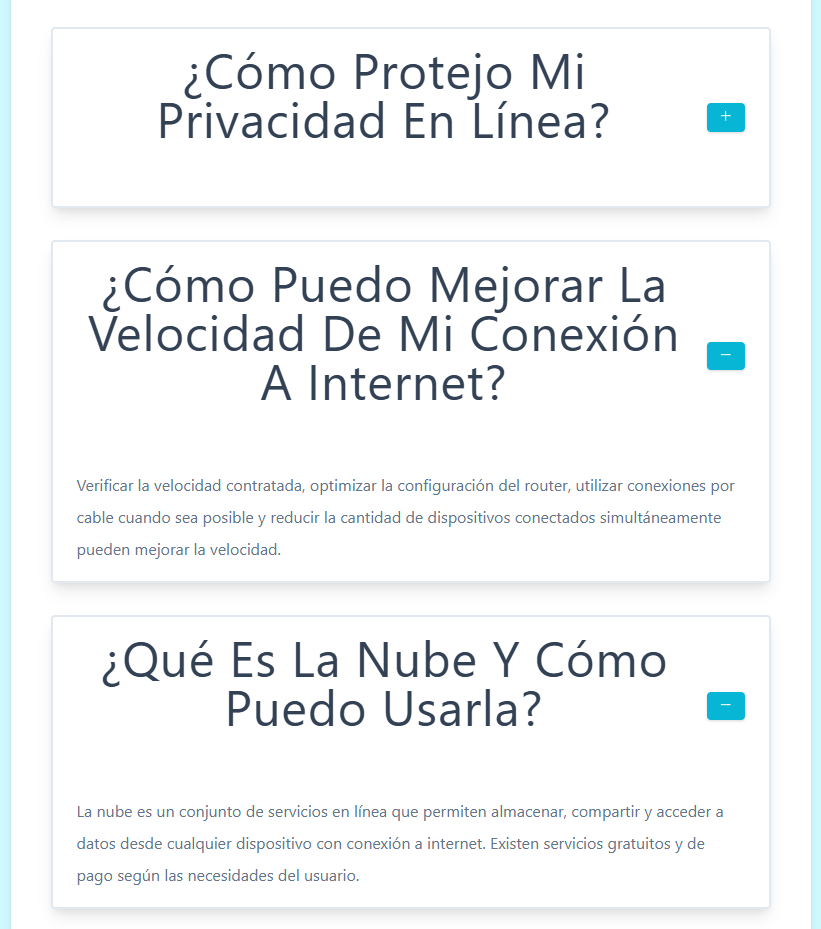 ¿Cómo Protejo Mi
Privacidad En Línea?
+
¿Cómo Puedo Mejorar La
Velocidad De Mi Conexión
A Internet?
−
Verificar la velocidad contratada, optimizar la configuración del router, utilizar conexiones por
cable cuando sea posible y reducir la cantidad de dispositivos conectados simultáneamente
pueden mejorar la velocidad.
¿Qué Es La Nube Y Cómo
Puedo Usarla?
−
La nube es un conjunto de servicios en línea que permiten almacenar, compartir y acceder a
datos desde cualquier dispositivo con conexión a internet. Existen servicios gratuitos y de
pago según las necesidades del usuario.